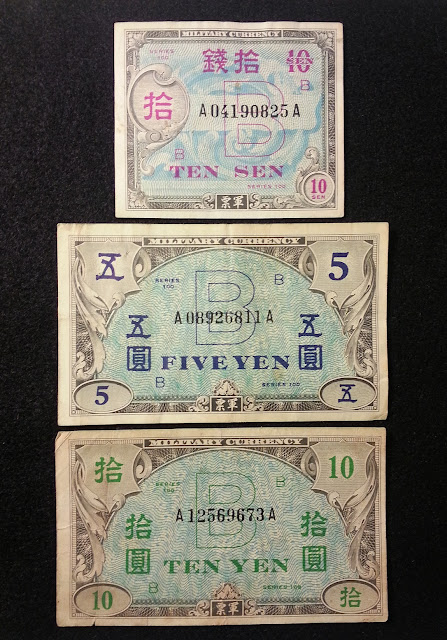 MILITARY CURRENCY
SERIES 100
錢拾
10 SEN
B
拾
A04190825A
B
B
TEN SEN
SERIES 100
10 SEN
票軍
MILITARY CURRENCY
五
SERIES 100
B
B
5
A08926811A
五圓
五圓
FIVE YEN
B
SERIES 100
5
五
票軍
MILITARY CURRENCY
拾
SERIES 100
B
B
10
A12569673A
拾圓
拾圓
TEN YEN
B
SERIES 100
10
拾
票軍